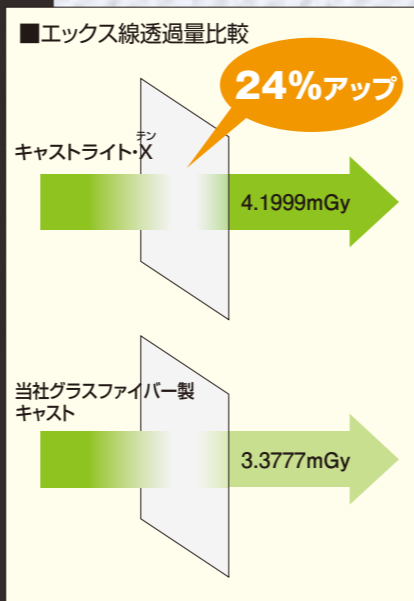 ■エックス線透過量比較
24%アップ
テン
キャストライト・X
4.1999mGy
当社グラスファイバー製
キャスト
3.3777mGy